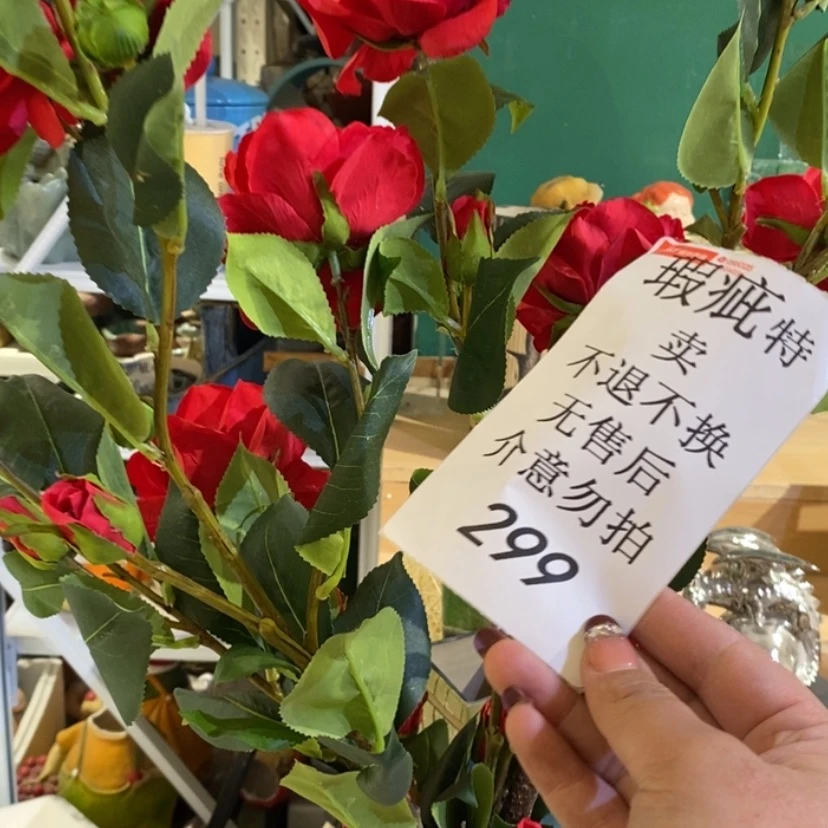 瑕疵特
卖
不退不换
无售后
介意勿拍
299